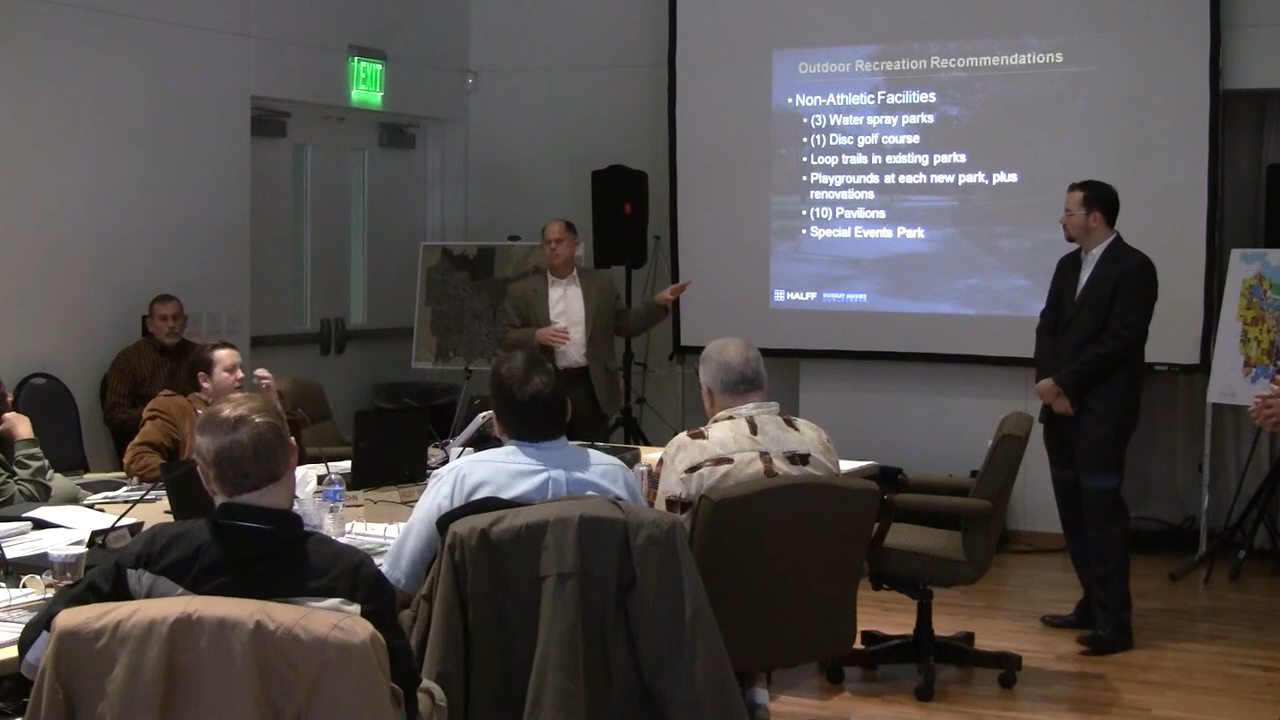 EXIT
Outdoor Recreation Recommendations
• Non-Athletic Facilities
• (3) Water spray parks
• (1) Disc golf course
• Loop trails in existing parks
• Playgrounds at each new park, plus
renovations
• (10) Pavilions
• Special Events Park
HALFF